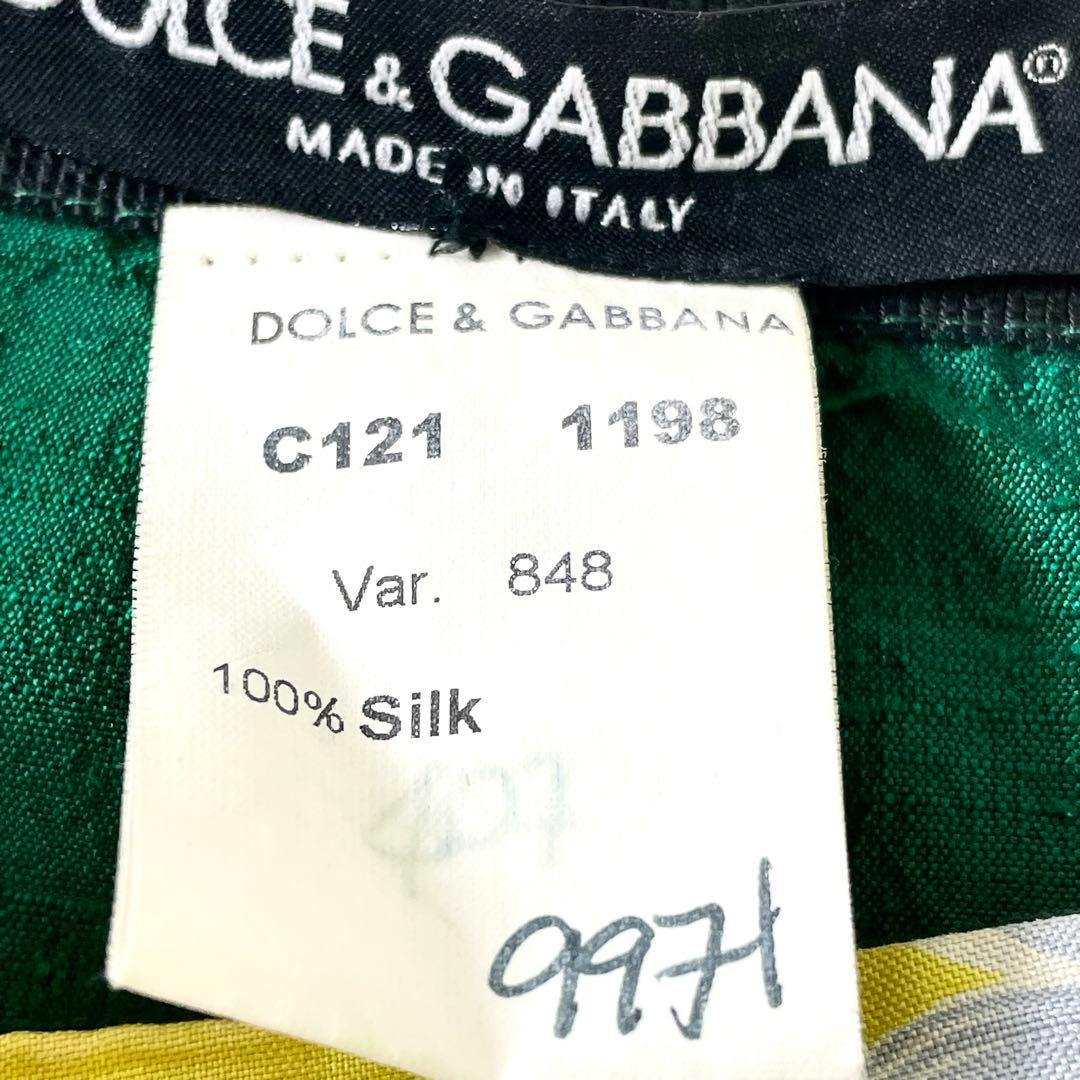 DOLCE & GABBANA®
MADE IN ITALY
DOLCE & GABBANA
C121 1198
Var. 848
100% Silk
9971